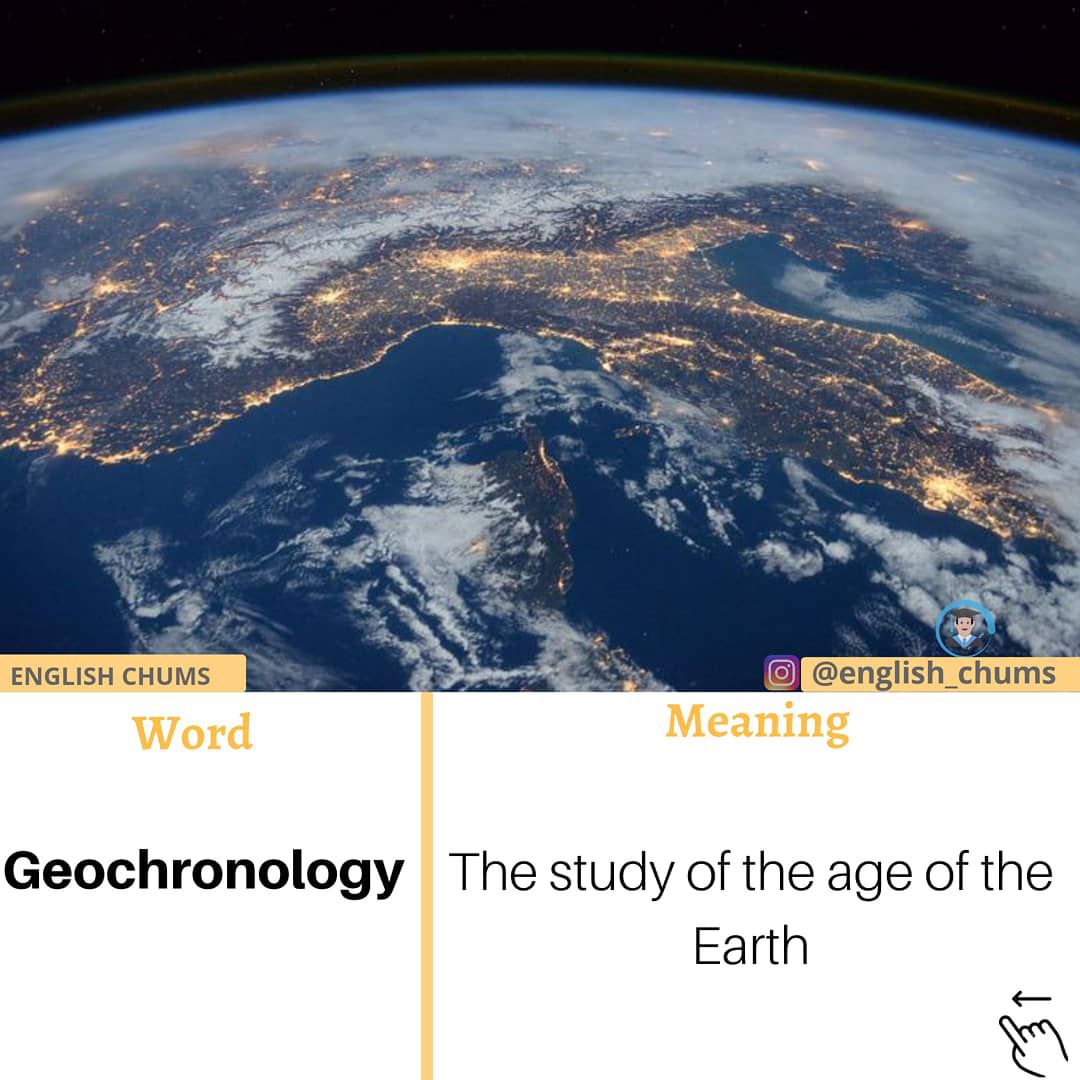 ENGLISH CHUMS
@english_chums
Word
Meaning
Geochronology
The study of the age of the
Earth